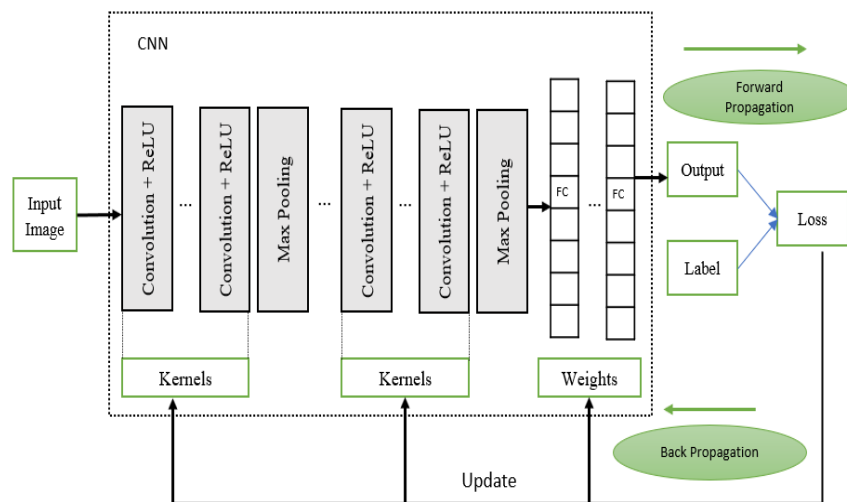 CNN
Forward
Propagation
Input
Image
Convolution + ReLU
...
Convolution + ReLU
Max Pooling
...
Convolution + ReLU
...
Convolution + ReLU
Max Pooling
FC
...
FC
Output
Label
Loss
Kernels
Kernels
Weights
Back Propagation
Update